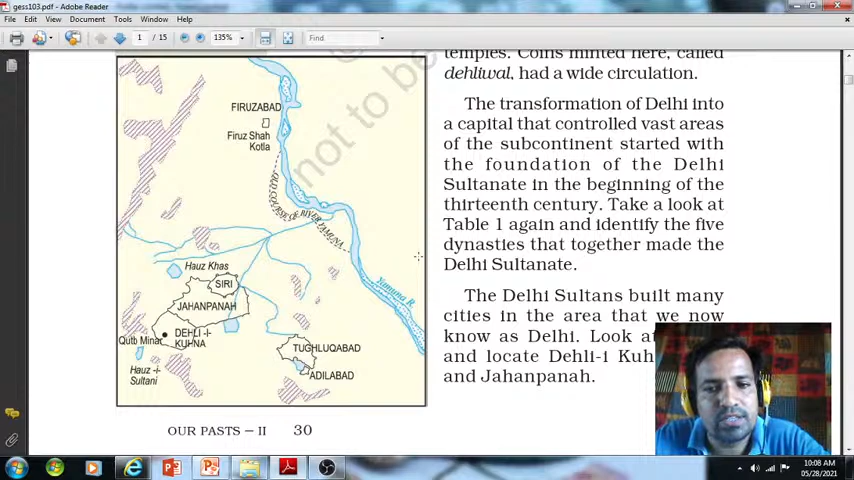 gess103.pdf - Adobe Reader
File Edit View Document Tools Window Help
1 / 15 135% Find
not to be
FIRUZABAD
Firuz Shah
Kotla
OLD COURSE OF RIVER YAMUNA
Yamuna R.
Hauz Khas
SIRI
JAHANPANAH
Qutb Minar
DEHLI -I-
KUHNA
TUGHLUQABAD
ADILABAD
Hauz -I-
Sultani
OUR PASTS – II 30
temples. Coins minted here, called
dehliwal, had a wide circulation.
The transformation of Delhi into
a capital that controlled vast areas
of the subcontinent started with
the foundation of the Delhi
Sultanate in the beginning of the
thirteenth century. Take a look at
Table 1 again and identify the five
dynasties that together made the
Delhi Sultanate.
The Delhi Sultans built many
cities in the area that we now
know as Delhi. Look at
and locate Dehli-i Kuh
and Jahanpanah.
10:08 AM
05/28/2021